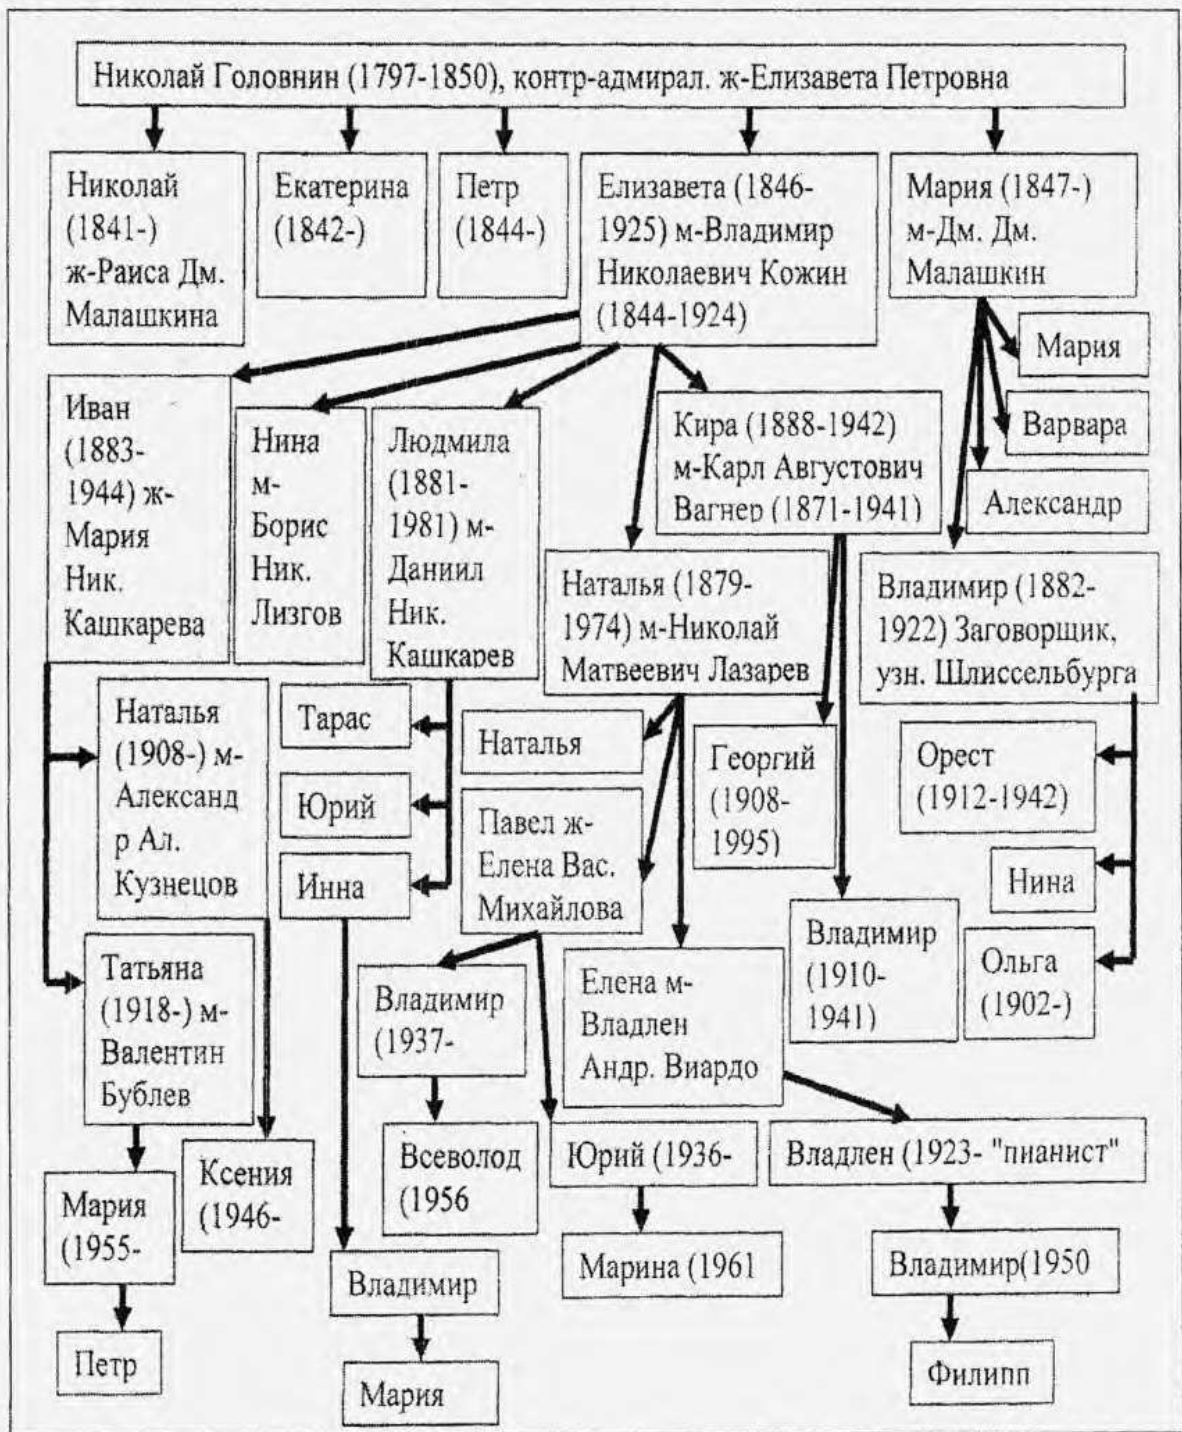 Николай Головнин (1797-1850), контр-адмирал. ж-Елизавета Петровна
Николай
(1841-)
ж-Раиса Дм.
Малашкина
Екатерина
(1842-)
Петр
(1844-)
Елизавета (1846-
1925) м-Владимир
Николаевич Кожин
(1844-1924)
Мария (1847-)
м-Дм. Дм.
Малашкин
Мария
Варвара
Александр
Иван
(1883-
1944) ж-
Мария
Ник.
Кашкарева
Нина
м-
Борис
Ник.
Лизгов
Людмила
(1881-
1981) м-
Даниил
Ник.
Кашкарев
Кира (1888-1942)
м-Карл Августович
Вагнер (1871-1941)
Наталья (1879-
1974) м-Николай
Матвеевич Лазарев
Владимир (1882-
1922) Заговорщик,
узн. Шлиссельбурга
Наталья
(1908-) м-
Александ
р Ал.
Кузнецов
Тарас
Юрий
Инна
Наталья
Павел ж-
Елена Вас.
Михайлова
Георгий
(1908-
1995)
Орест
(1912-1942)
Нина
Ольга
(1902-)
Татьяна
(1918-) м-
Валентин
Бублев
Владимир
(1937-
Елена м-
Владлен
Андр. Виардо
Владимир
(1910-
1941)
Мария
(1955-
Ксения
(1946-
Всеволод
(1956
Юрий (1936-
Владлен (1923- "пианист"
Владимир
Марина (1961
Владимир(1950
Петр
Мария
Филипп